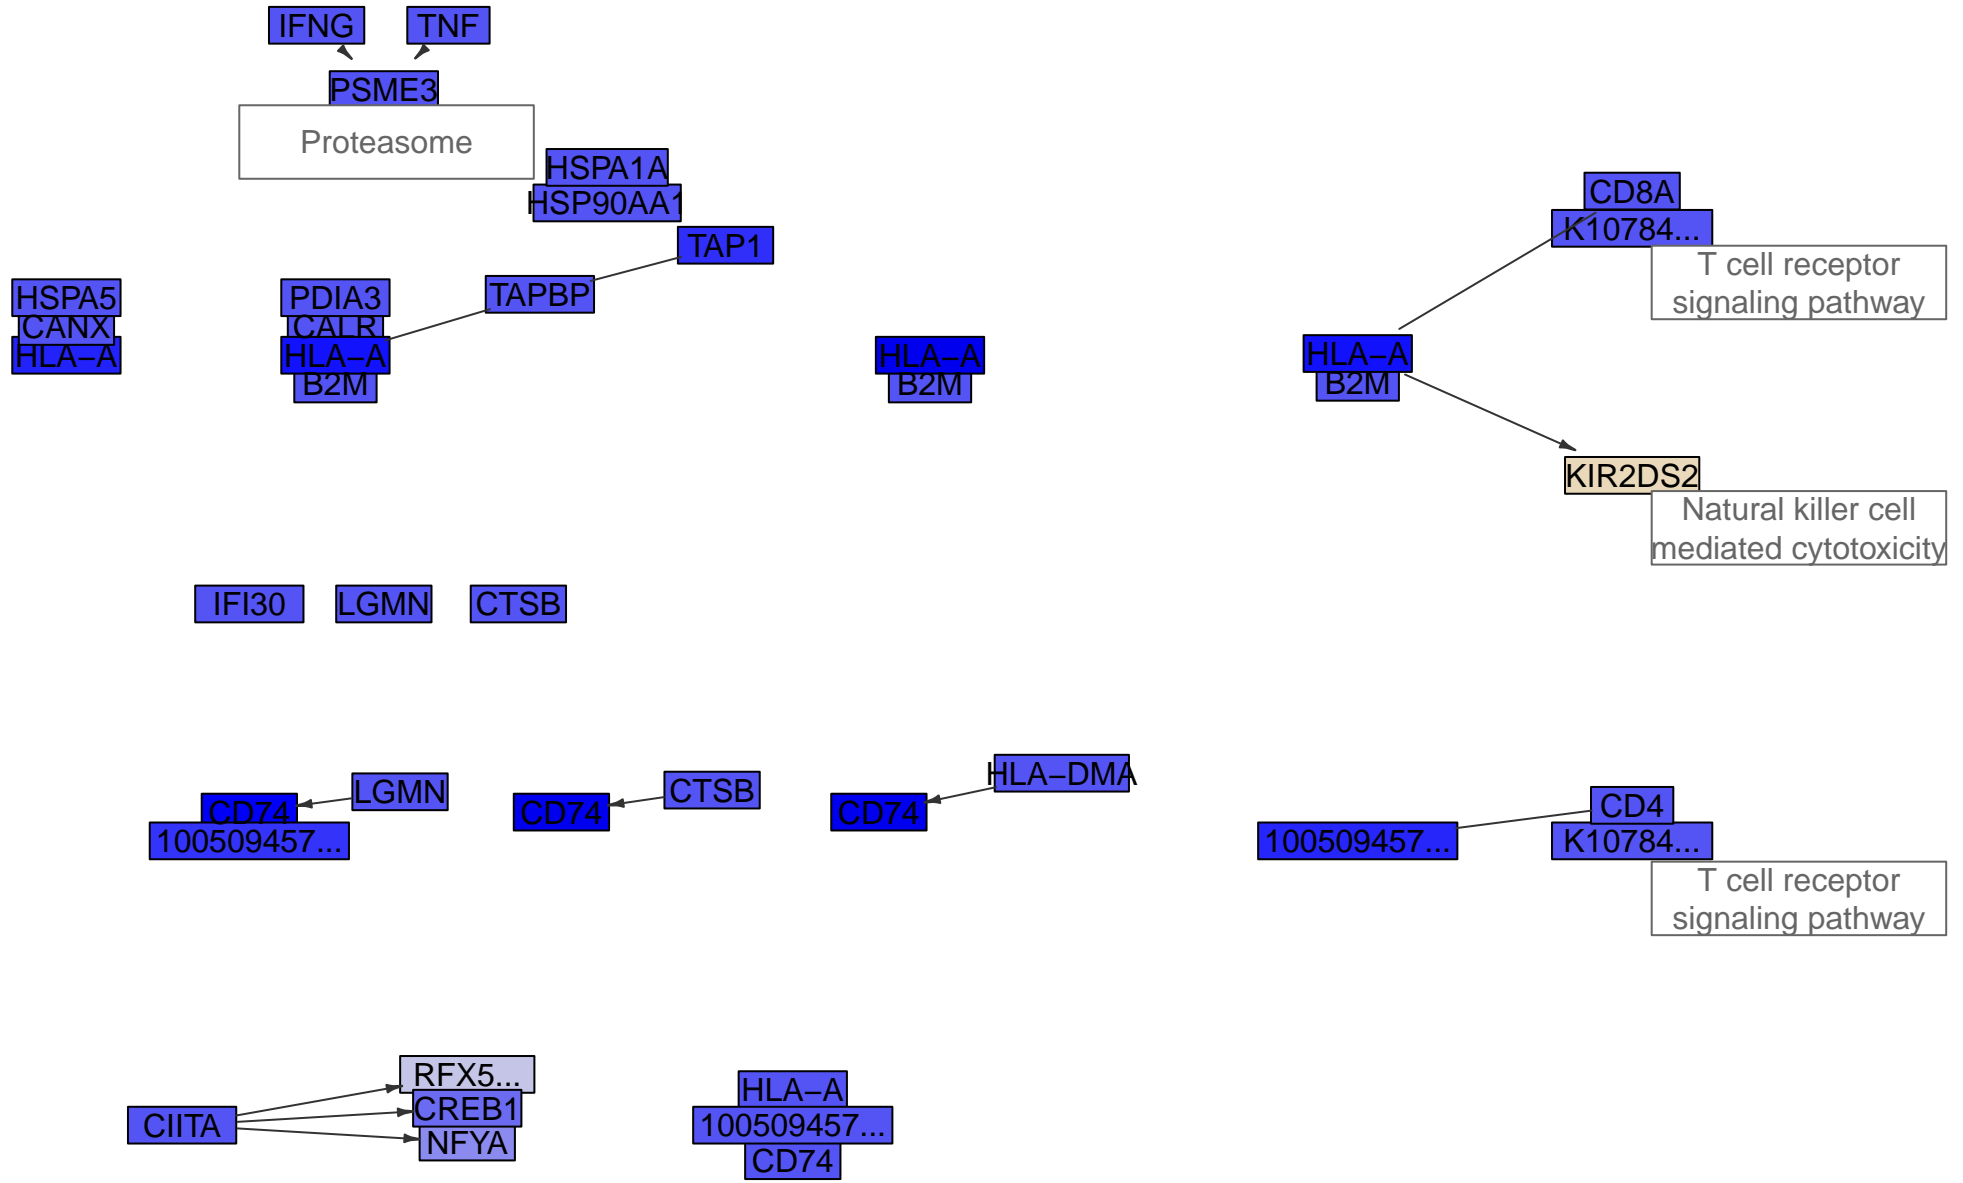 IFNG
TNF
PSME3
Proteasome
HSPA1A
HSP90AA1
TAP1
TAPBP
HSPA5
CANX
HLA−A
PDIA3
CALR
HLA−A
B2M
HLA−A
B2M
CD8A
K10784...
T cell receptor
signaling pathway
HLA−A
B2M
KIR2DS2
Natural killer cell
mediated cytotoxicity
IFI30
LGMN
CTSB
CD74
100509457...
LGMN
CD74
CTSB
CD74
HLA−DMA
100509457...
CD4
K10784...
T cell receptor
signaling pathway
CIITA
RFX5...
CREB1
NFYA
HLA−A
100509457...
CD74